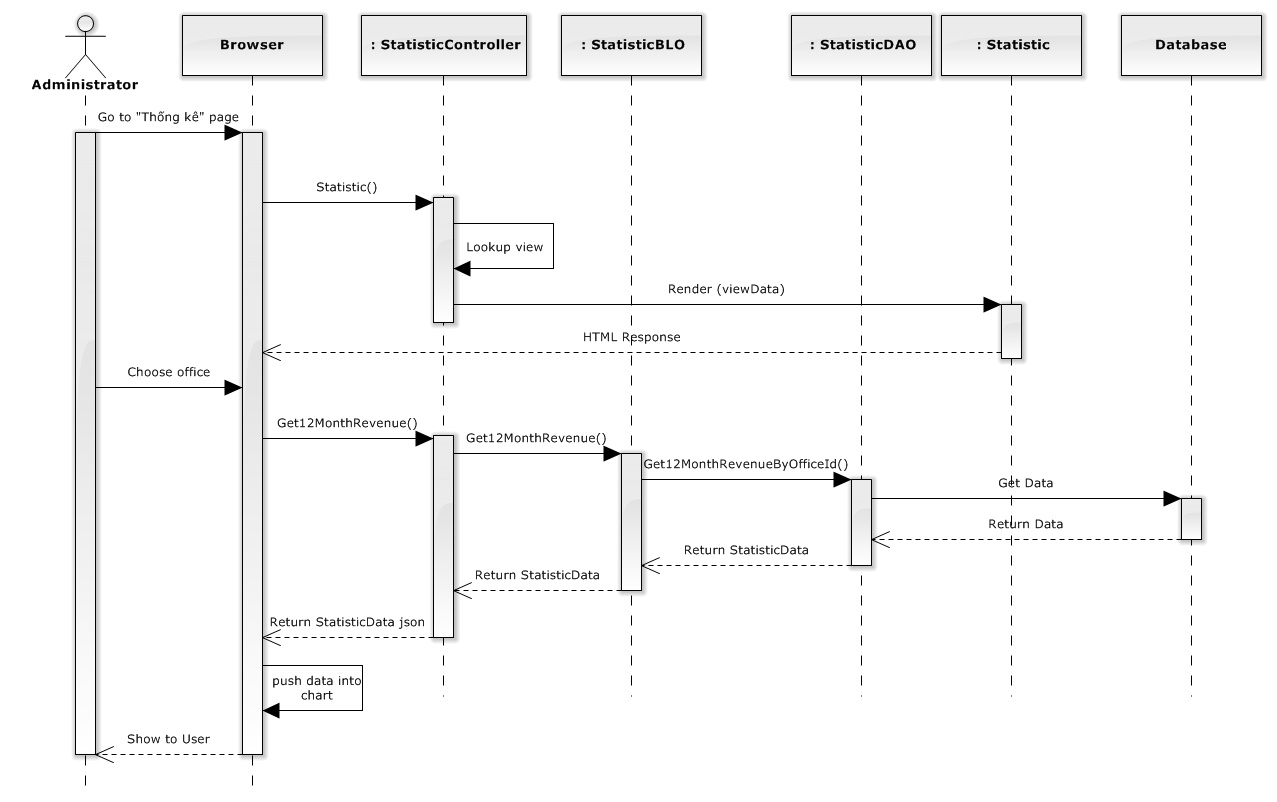 Administrator
Browser
: StatisticController
: StatisticBLO
: StatisticDAO
: Statistic
Database
Go to "Thống kê" page
Statistic()
Lookup view
Render (viewData)
HTML Response
Choose office
Get12MonthRevenue()
Get12MonthRevenue()
Get12MonthRevenueByOfficeId()
Get Data
Return Data
Return StatisticData
Return StatisticData
Return StatisticData json
push data into
chart
Show to User